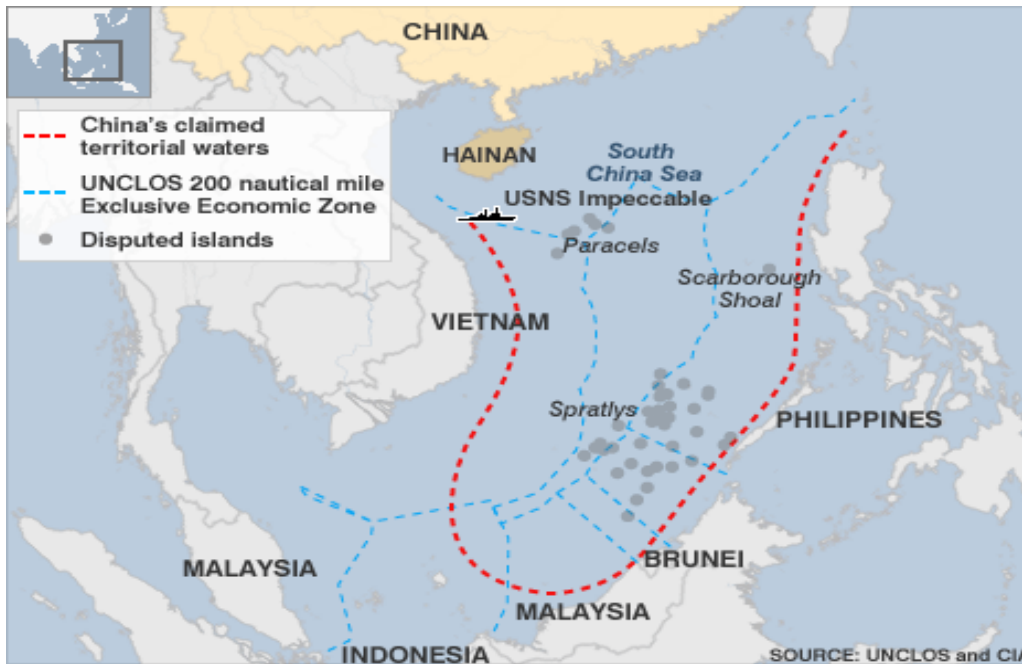 CHINA
China's claimed
territorial waters
UNCLOS 200 nautical mile
Exclusive Economic Zone
Disputed islands
HAINAN
South
China Sea
USNS Impeccable
Paracels
Scarborough
Shoal
VIETNAM
Spratlys
PHILIPPINES
MALAYSIA
BRUNEI
MALAYSIA
INDONESIA
SOURCE: UNCLOS and CIA